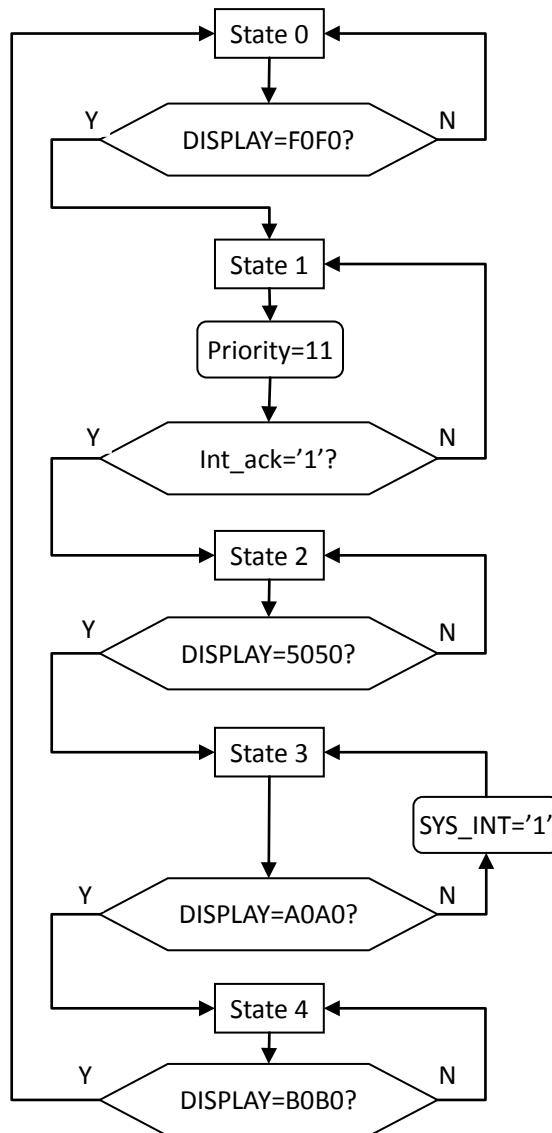 State 0
Y
N
DISPLAY=F0F0?
State 1
Priority=11
Y
N
Int_ack=’1’?
State 2
Y
N
DISPLAY=5050?
State 3
SYS_INT=’1’
Y
N
DISPLAY=A0A0?
State 4
Y
N
DISPLAY=B0B0?